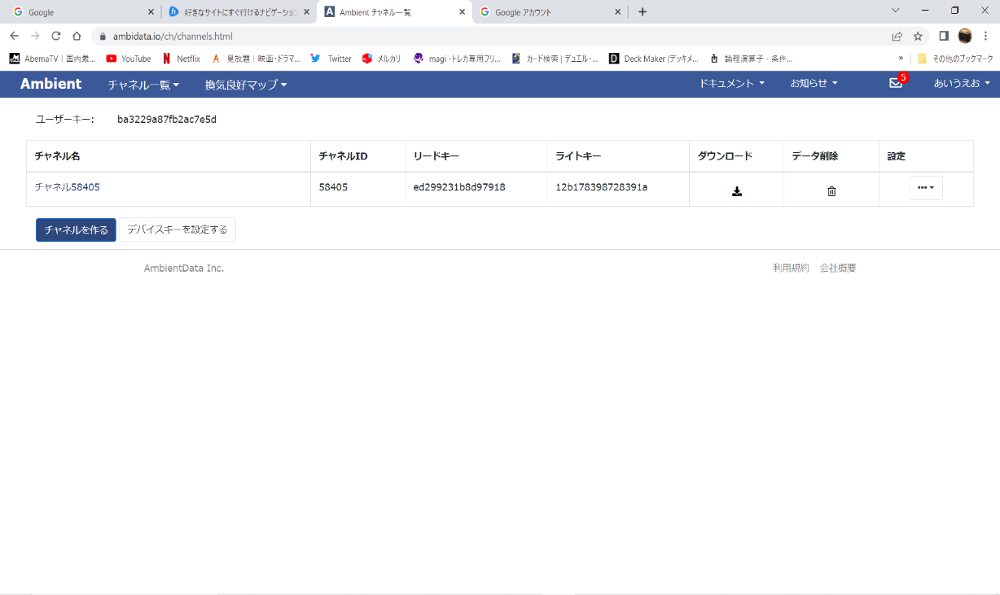 Google
好きなサイトにすぐ行けるナビゲーション
Ambient チャネル一覧
Google アカウント
ambidata.io/ch/channels.html
AbemaTV | 国内最...
YouTube
Netflix
見放題 | 映画・ドラマ...
Twitter
メルカリ
magi -トレカ専用フリ...
カード検索 | デュエル・...
Deck Maker (デッキメ...
論理演算子 - 条件...
»
その他のブックマーク
Ambient
チャネル一覧
換気良好マップ
ドキュメント
お知らせ
5
あいうえお
ユーザーキー: ba3229a87fb2ac7e5d
チャネル名 チャネルID リードキー ライトキー ダウンロード データ削除 設定
チャネル58405 58405 ed299231b8d97918 12b178398728391a
チャネルを作る デバイスキーを設定する
AmbientData Inc. 利用規約 会社概要